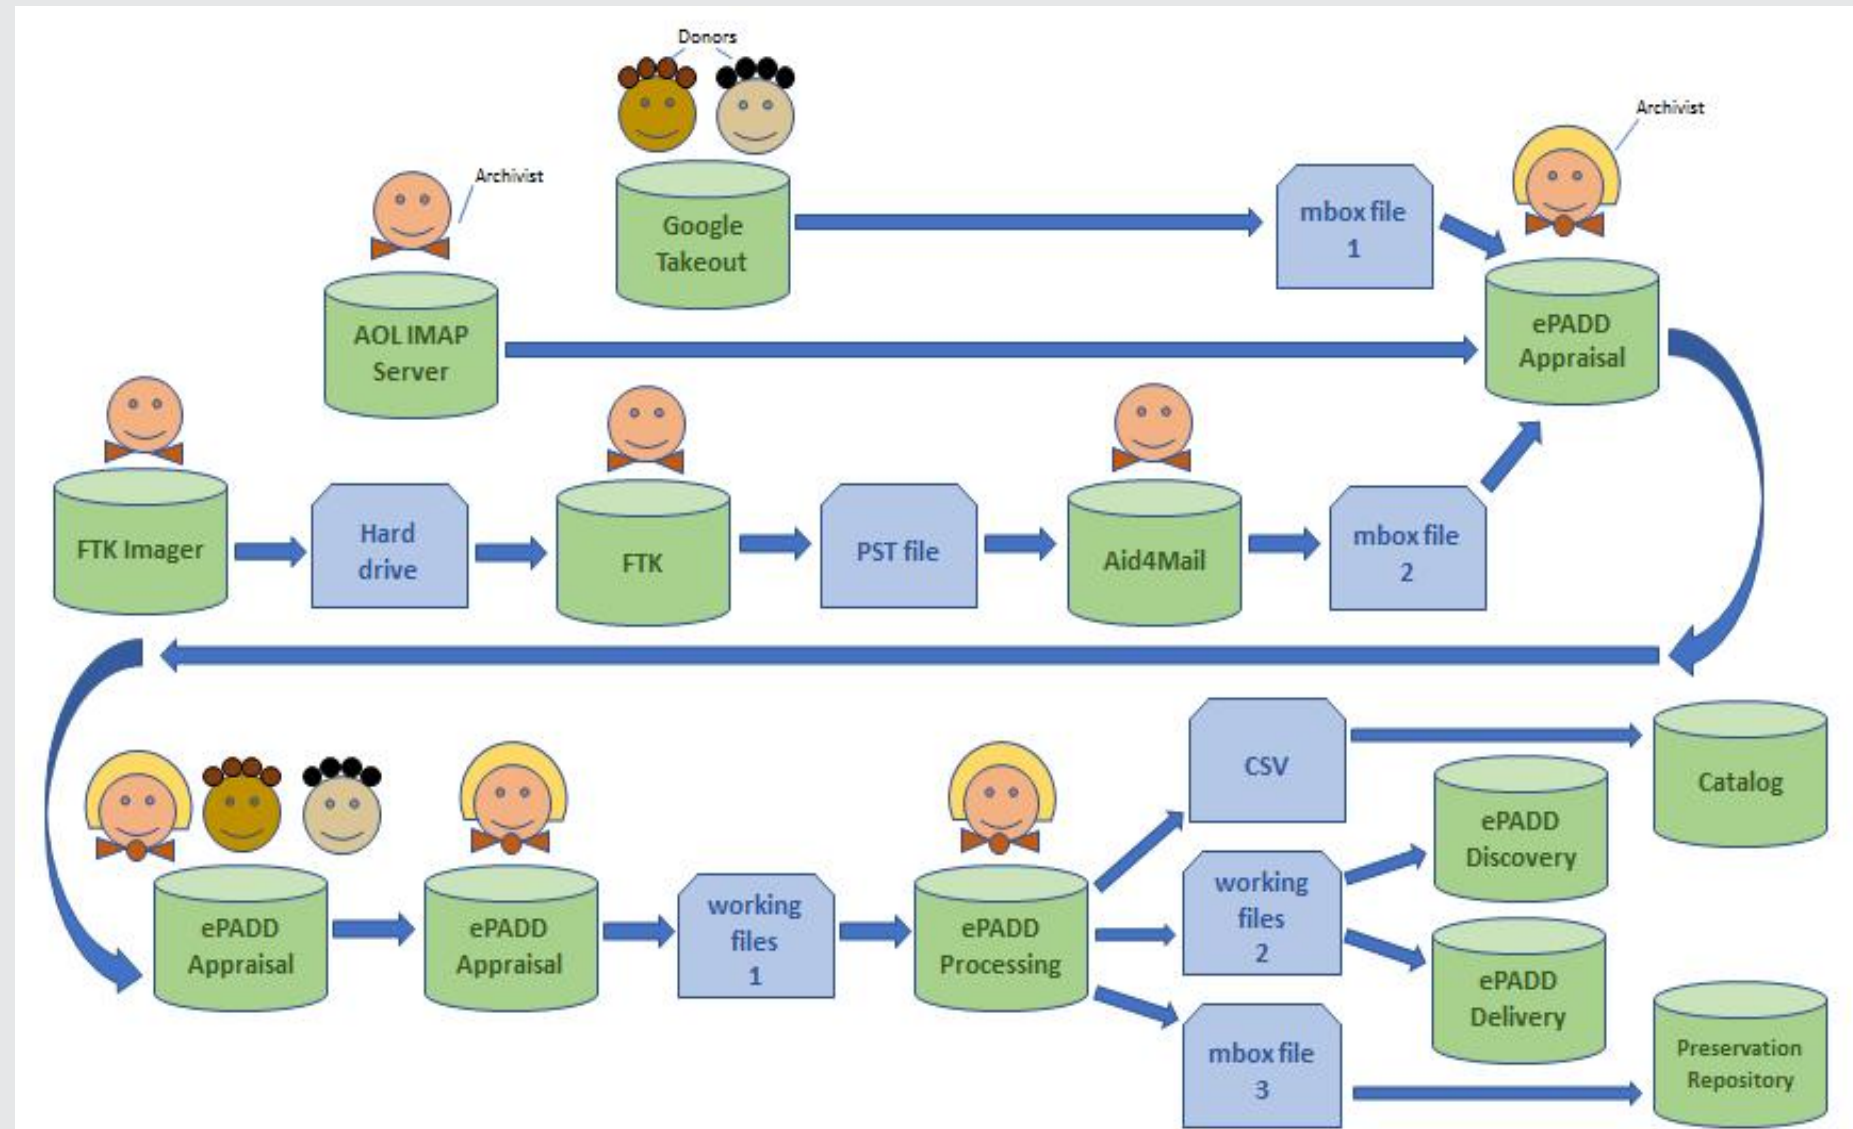 Donors
Archivist
Archivist
Google
Takeout
mbox file
1
AOL IMAP
Server
ePADD
Appraisal
FTK Imager
Hard
drive
FTK
PST file
Aid4Mail
mbox file
2
CSV
Catalog
ePADD
Discovery
ePADD
Appraisal
ePADD
Appraisal
working
files
1
ePADD
Processing
working
files
2
ePADD
Delivery
mbox file
3
Preservation
Repository